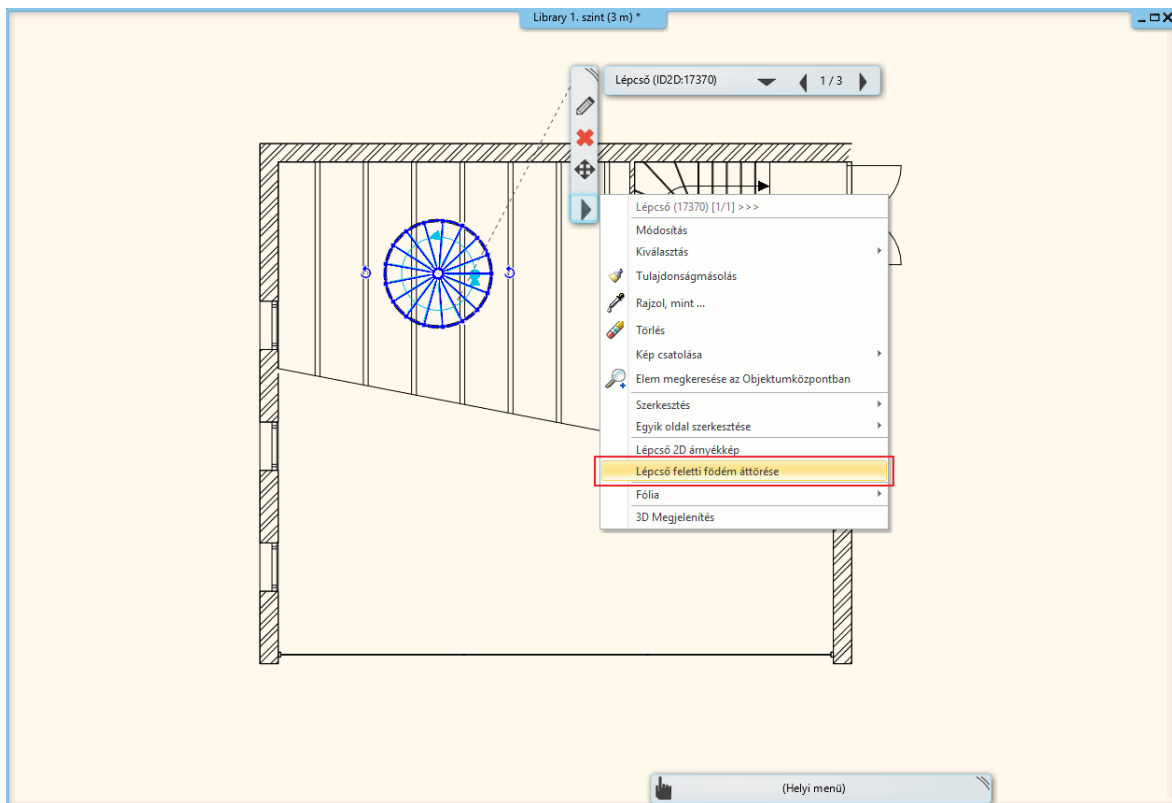 Library 1. szint (3 m) *
Lépcső (ID2D:17370)
1 / 3
Lépcső (17370) [1/1] >>>
Módosítás
Kiválasztás
Tulajdonságmásolás
Rajzol, mint ...
Törlés
Kép csatolása
Elem megkeresése az Objektumközpontban
Szerkesztés
Egyik oldal szerkesztése
Lépcső 2D árnyékkép
Lépcső feletti födém áttörése
Fólia
3D Megjelenítés
(Helyi menü)